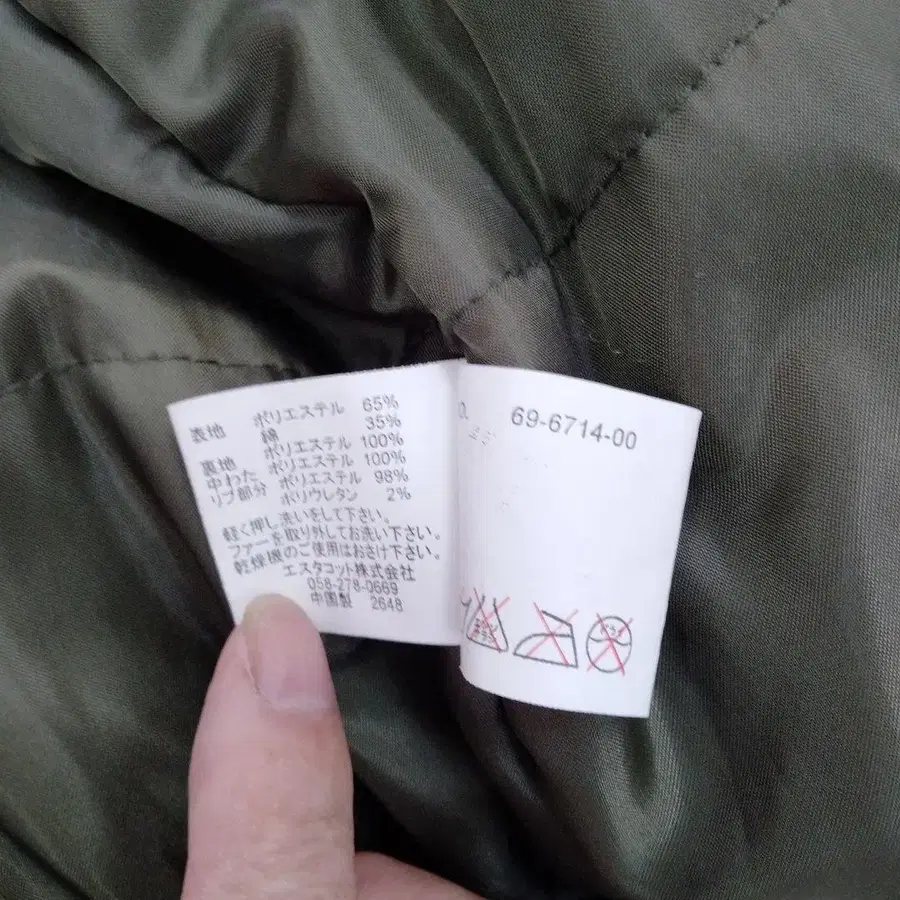 表地 ポリエステル 65%
綿 35%
裏地 ポリエステル 100%
中わた ポリエステル 100%
リブ部分 ポリエステル 98%
ポリウレタン 2%
軽く押し洗いをして下さい。
ファーを取り外してお洗い下さい。
乾燥機のご使用はおさけ下さい。
エスタコット株式会社
058-278-0669
中国製 2648
69-6714-00